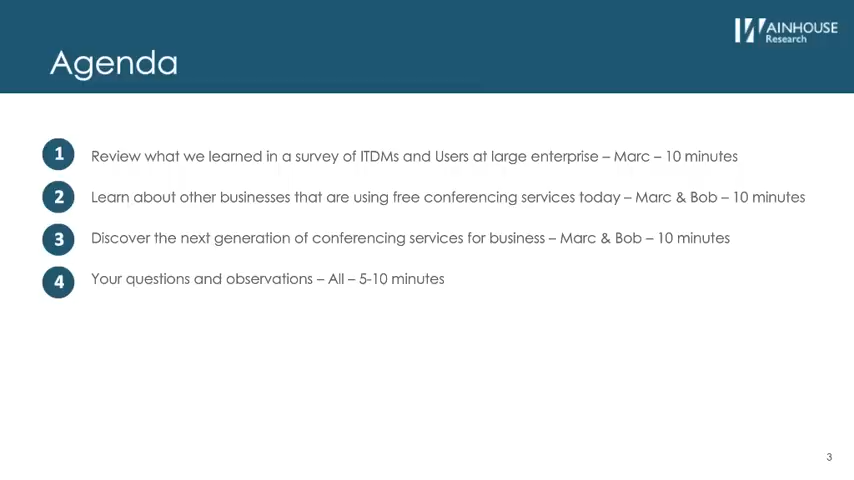 WAINHOUSE
Research
Agenda
1 Review what we learned in a survey of ITDMs and Users at large enterprise – Marc – 10 minutes
2 Learn about other businesses that are using free conferencing services today – Marc & Bob – 10 minutes
3 Discover the next generation of conferencing services for business – Marc & Bob – 10 minutes
4 Your questions and observations – All – 5-10 minutes
3